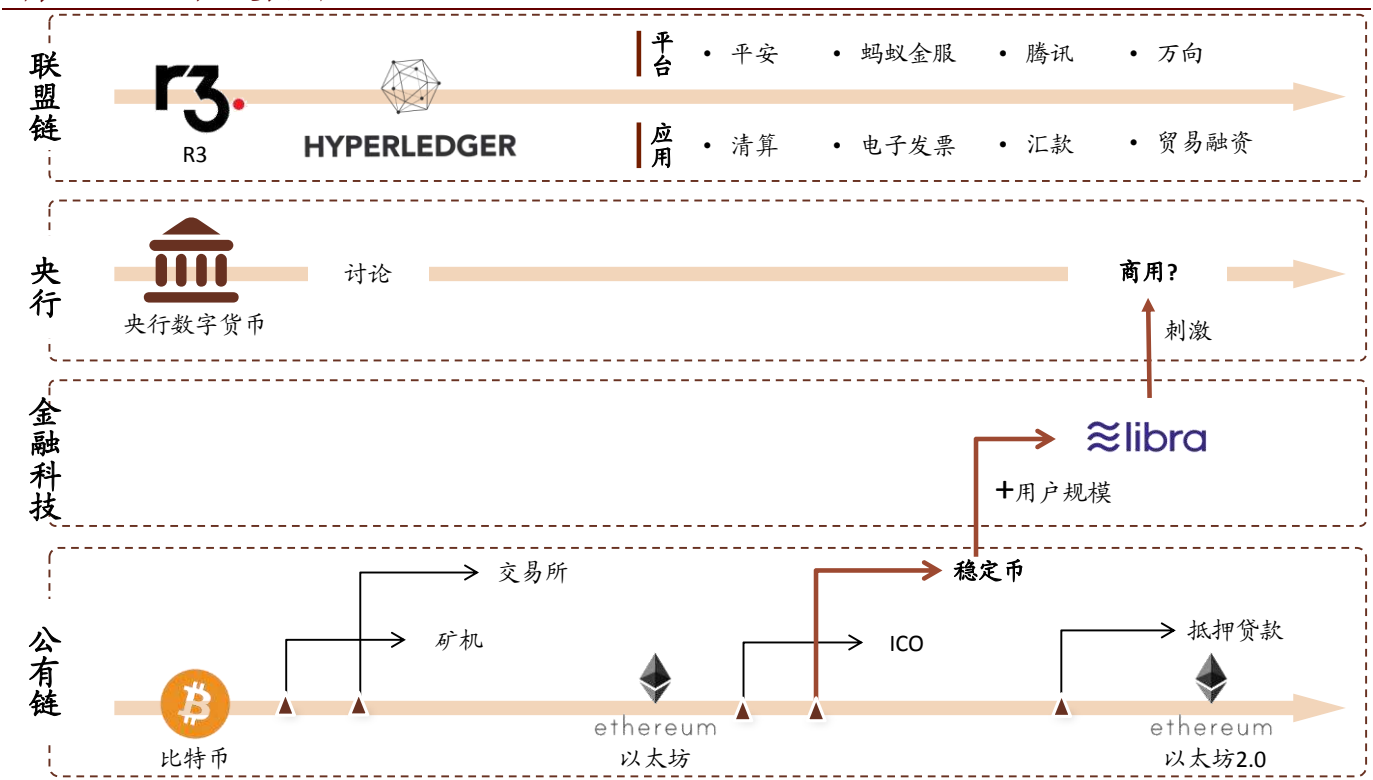 联盟链
r3.
R3
HYPERLEDGER
平台
• 平安
• 蚂蚁金服
• 腾讯
• 万向
应用
• 清算
• 电子发票
• 汇款
• 贸易融资
央行
央行数字货币
讨论
商用?
刺激
金融科技
libra
+用户规模
公有链
交易所
稳定币
矿机
ICO
抵押贷款
比特币
ethereum
以太坊
ethereum
以太坊2.0